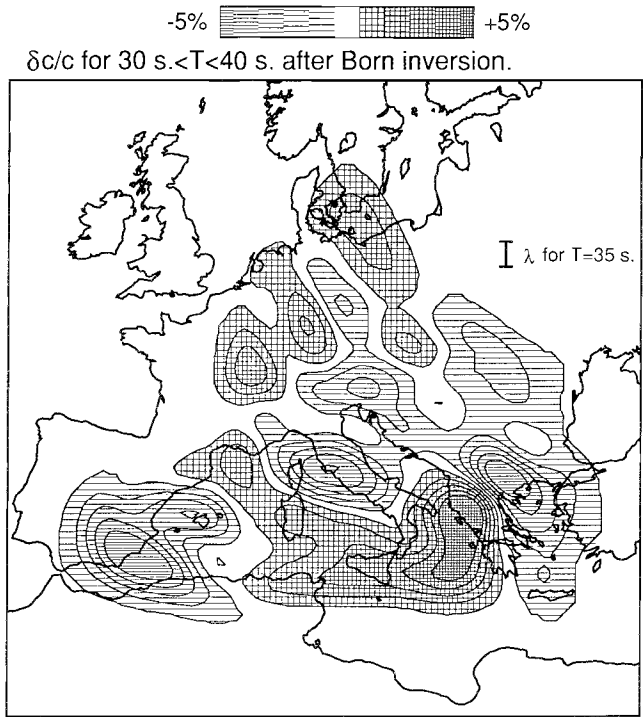 -5% +5%
δc/c for 30 s.<T<40 s. after Born inversion.
λ for T=35 s.